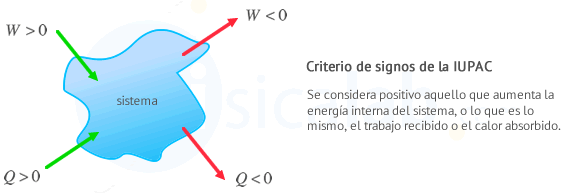 W > 0
W < 0
sistema
Q > 0
Q < 0
Criterio de signos de la IUPAC
Se considera positivo aquello que aumenta la
energía interna del sistema, o lo que es lo
mismo, el trabajo recibido o el calor absorbido.